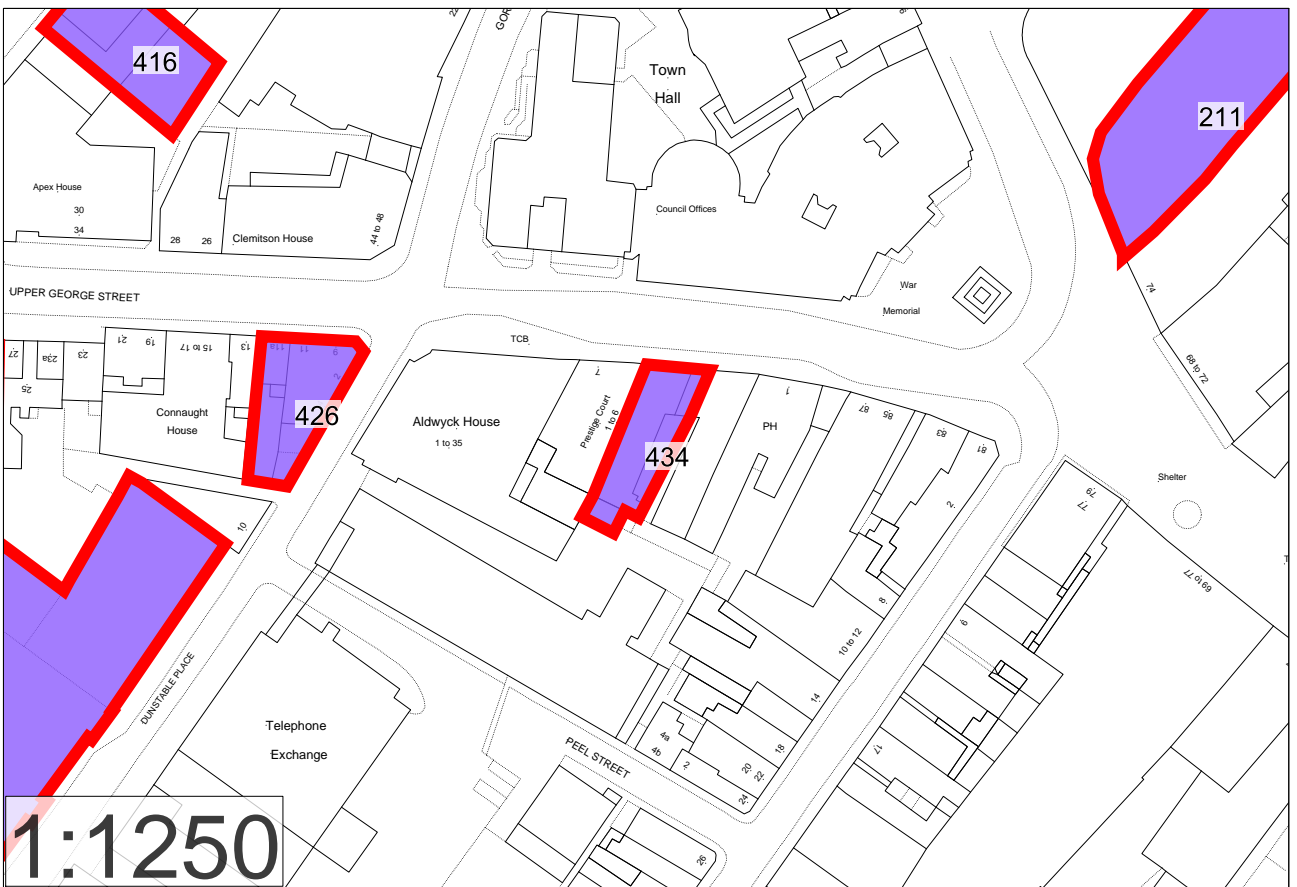 416
22
GOR
Town
Hall
211
Apex House
30
34
28
26
Clemitson House
44 to 48
Council Offices
UPPER GEORGE STREET
War
Memorial
74
68 to 72
TCB
27
23a
23
21
19
15 to 17
13
11a
11
9
2
25
Connaught
House
426
Aldwyck House
1 to 35
7
Prestige Court
1 to 6
434
1
PH
87
85
83
81
2
79
77
Shelter
69 to 77
10
8
10 to 12
6
14
DUNSTABLE PLACE
Telephone
Exchange
PEEL STREET
4a
4b
2
18
20
22
24
17
26
1:1250